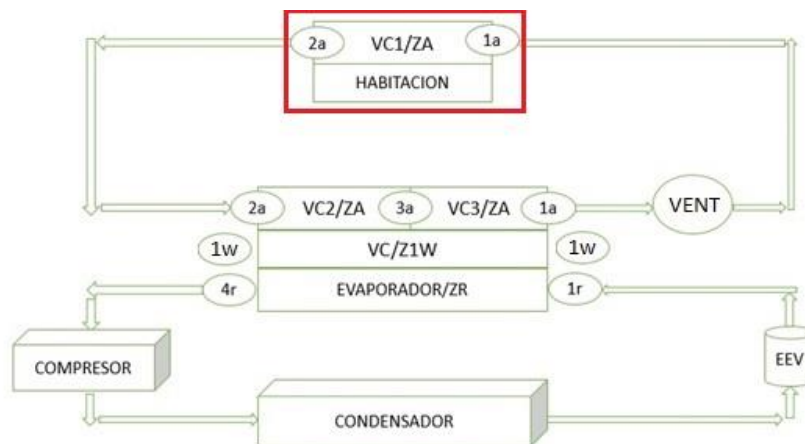 2a VC1/ZA 1a
HABITACION
2a VC2/ZA 3a VC3/ZA 1a VENT
1w VC/Z1W 1w
4r EVAPORADOR/ZR 1r
COMPRESOR EEV
CONDENSADOR